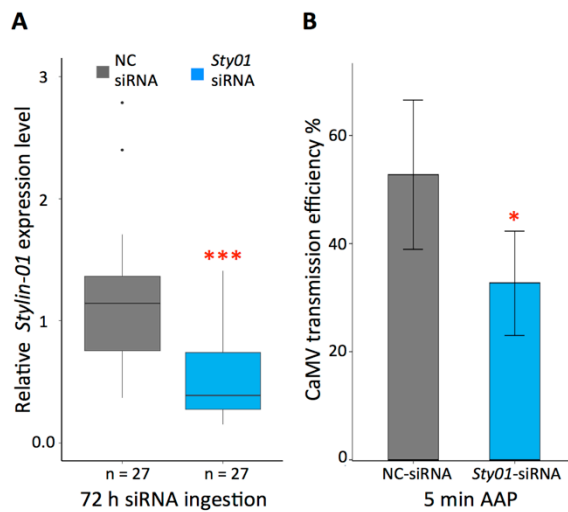 A
NC
siRNA
Sty01
siRNA
Relative Stylin-01 expression level
3
2
1
0.0
***
n = 27
n = 27
72 h siRNA ingestion
B
CaMV transmission efficiency %
60
40
20
0
*
NC-siRNA
Sty01-siRNA
5 min AAP